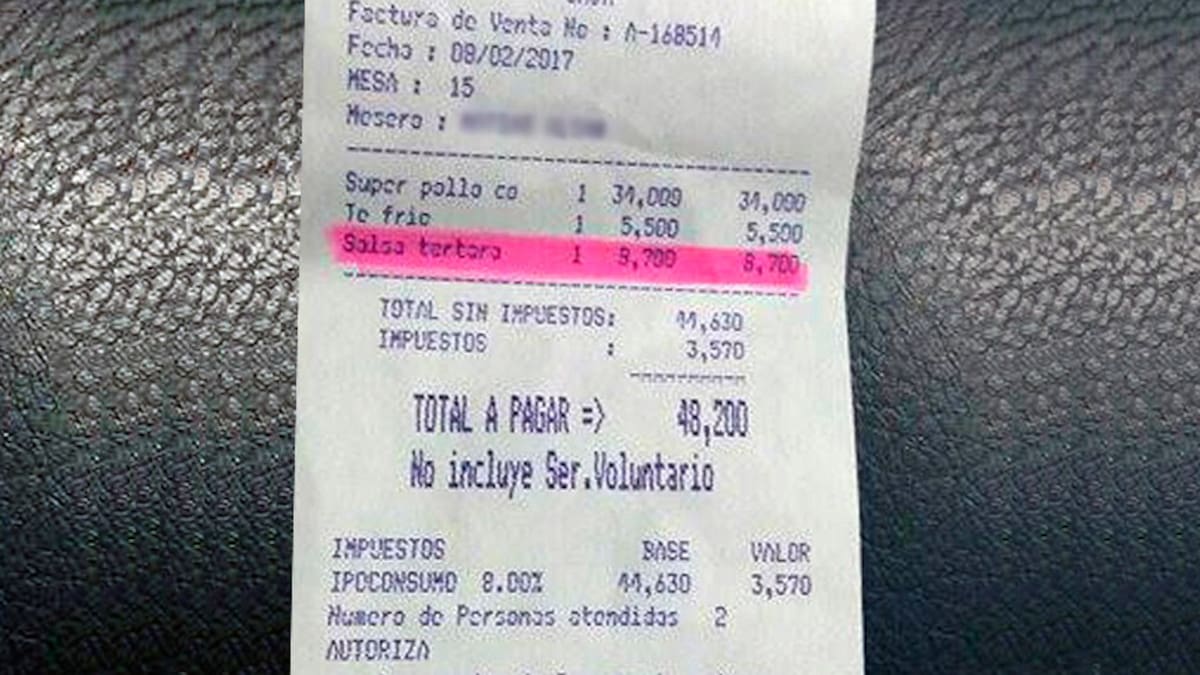 Factura de Venta No : A-168514
Fecha : 08/02/2017
MESA : 15
Mesero :
Super pollo co 1 34,000 34,000
Te frio 1 5,500 5,500
Salsa tartara 1 8,700 8,700
TOTAL SIN IMPUESTOS: 44,630
IMPUESTOS : 3,570
TOTAL A PAGAR => 48,200
No incluye Ser.Voluntario
IMPUESTOS BASE VALOR
IPOCONSUMO 8.00% 44,630 3,570
Numero de Personas atendidas 2
AUTORIZA